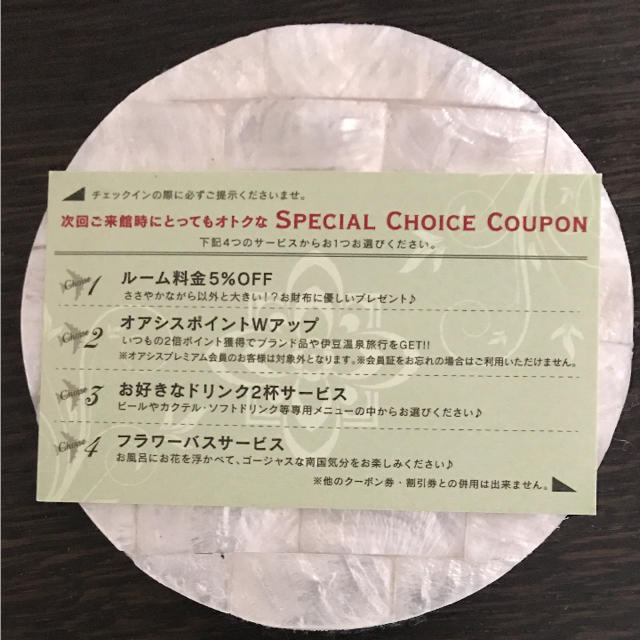 チェックインの際に必ずご提示くださいませ。
次回ご来館時にとってもオトクな SPECIAL CHOICE COUPON
下記4つのサービスからお1つお選びください。
Choose 1 ルーム料金5%OFF
ささやかながら以外と大きい!?お財布に優しいプレゼント♪
Choose 2 オアシスポイントWアップ
いつもの2倍ポイント獲得でブランド品や伊豆温泉旅行をGET!!
※オアシスプレミアム会員のお客様は対象外となります。※会員証をお忘れの場合はご利用いただけません。
Choose 3 お好きなドリンク2杯サービス
ビールやカクテル・ソフトドリンク等専用メニューの中からお選びください♪
Choose 4 フラワーバスサービス
お風呂にお花を浮かべて、ゴージャスな南国気分をお楽しみください♪
※他のクーポン券・割引券との併用は出来ません。